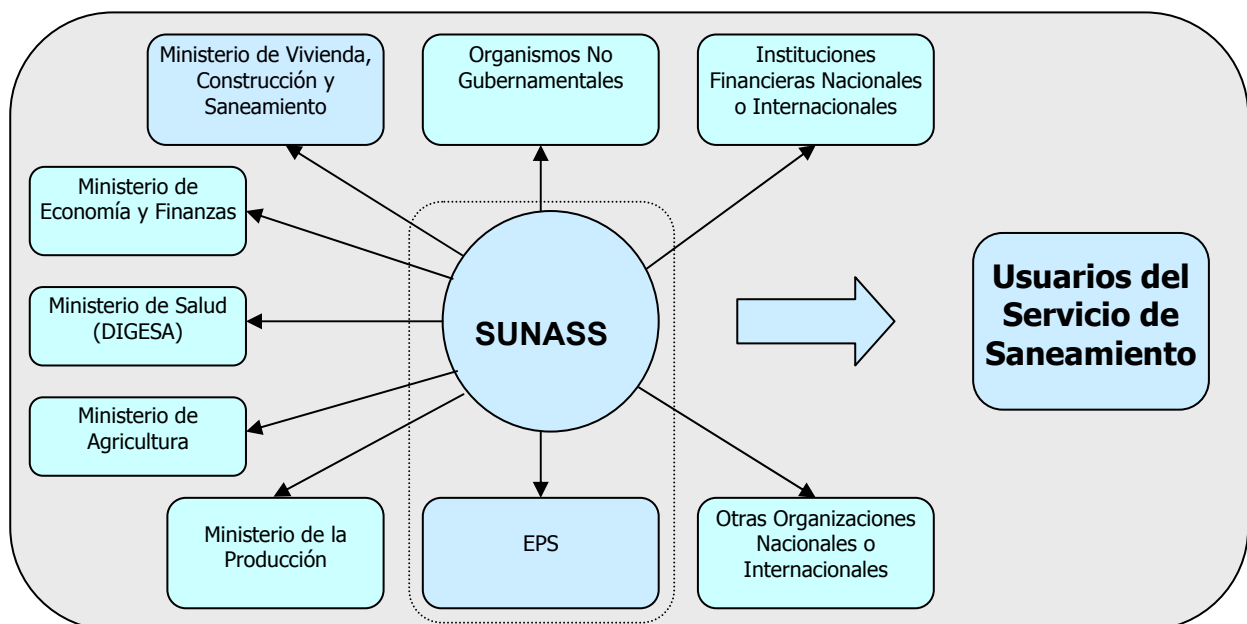 Ministerio de Vivienda,
Construcción y
Saneamiento
Organismos No
Gubernamentales
Instituciones
Financieras Nacionales
o Internacionales
Ministerio de
Economía y Finanzas
Ministerio de Salud
(DIGESA)
SUNASS
Usuarios del
Servicio de
Saneamiento
Ministerio de
Agricultura
Ministerio de la
Producción
EPS
Otras Organizaciones
Nacionales o
Internacionales